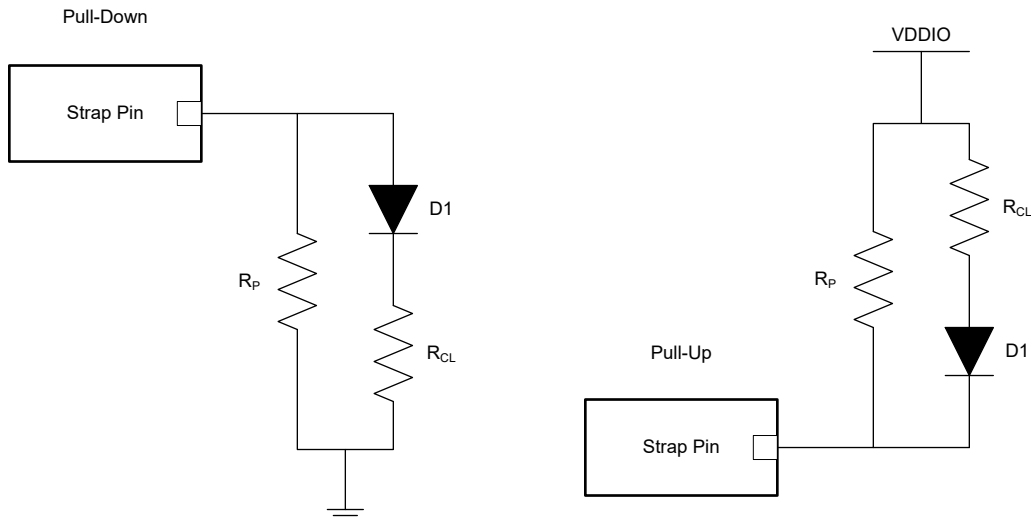 Pull-Down
Strap Pin
D1
RP
RCL
VDDIO
RCL
RP
D1
Pull-Up
Strap Pin